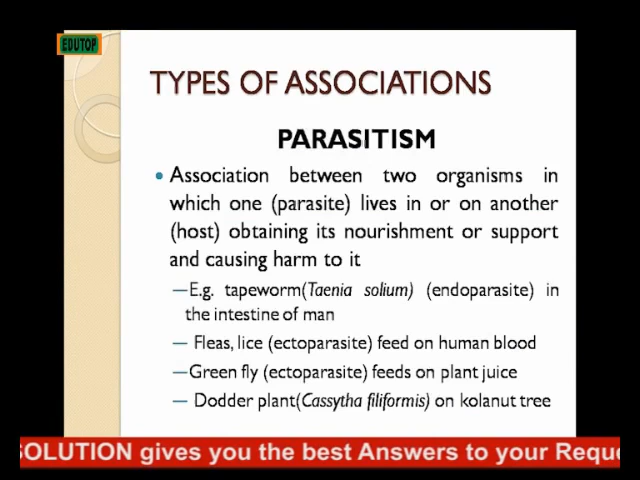 EDUTOP
TYPES OF ASSOCIATIONS
PARASITISM
• Association between two organisms in
which one (parasite) lives in or on another
(host) obtaining its nourishment or support
and causing harm to it
—E.g. tapeworm(Taenia solium) (endoparasite) in
the intestine of man
— Fleas, lice (ectoparasite) feed on human blood
—Green fly (ectoparasite) feeds on plant juice
— Dodder plant(Cassytha filiformis) on kolanut tree
SOLUTION gives you the best Answers to your Reque